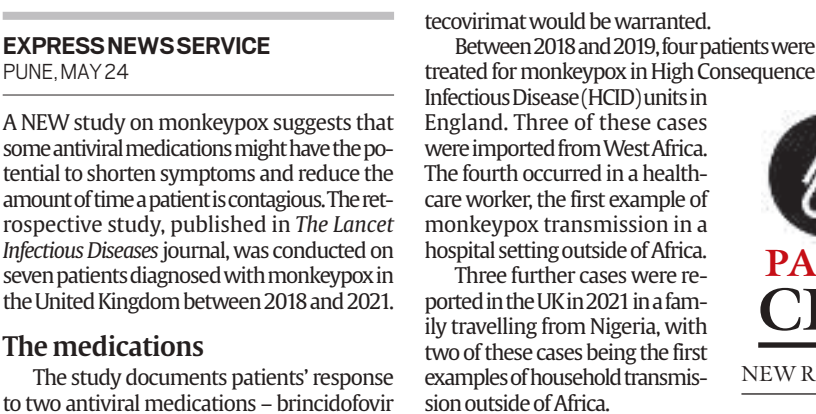 EXPRESS NEWS SERVICE
PUNE, MAY 24
A NEW study on monkeypox suggests that
some antiviral medications might have the po-
tential to shorten symptoms and reduce the
amount of time a patient is contagious. The ret-
rospective study, published in The Lancet
Infectious Diseases journal, was conducted on
seven patients diagnosed with monkeypox in
the United Kingdom between 2018 and 2021.
The medications
The study documents patients' response
to two antiviral medications – brincidofovir
tecovirimat would be warranted.
Between 2018 and 2019, four patients were
treated for monkeypox in High Consequence
Infectious Disease (HCID) units in
England. Three of these cases
were imported from West Africa.
The fourth occurred in a health-
care worker, the first example of
monkeypox transmission in a
hospital setting outside of Africa.
Three further cases were re-
ported in the UK in 2021 in a fam-
ily travelling from Nigeria, with
two of these cases being the first
examples of household transmis-
sion outside of Africa.
PA
NEW R